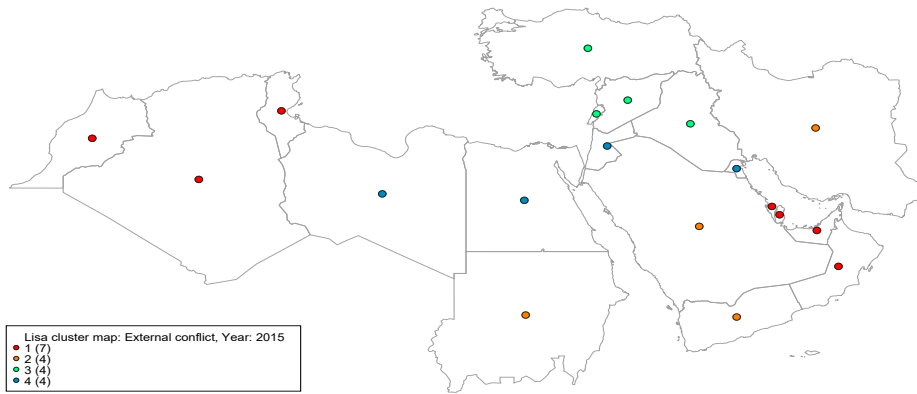 Lisa cluster map: External conflict, Year: 2015
1 (7)
2 (4)
3 (4)
4 (4)